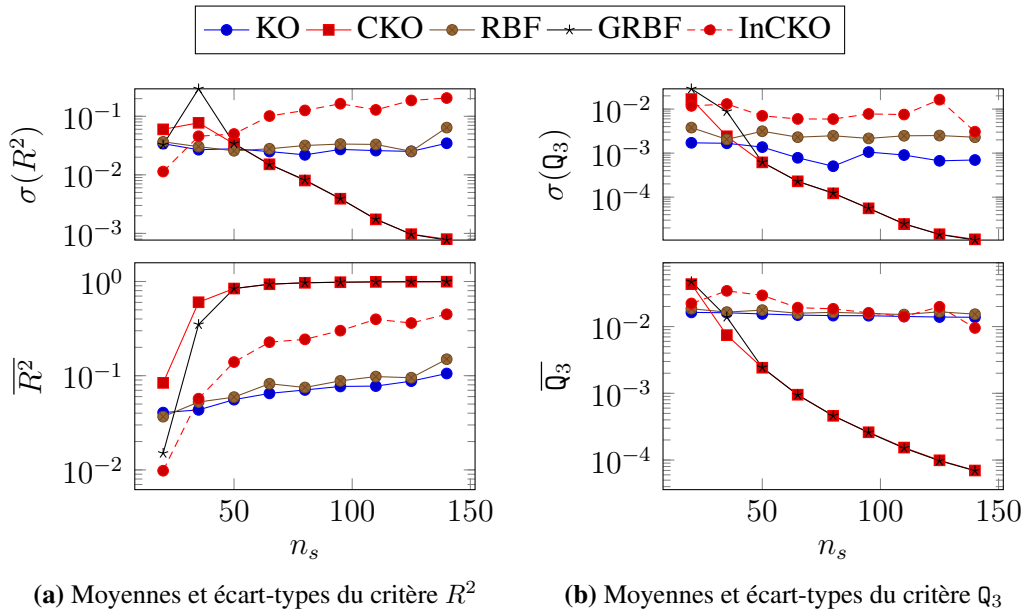 KO CKO RBF GRBF InCKO
σ(R²)
10⁻¹
10⁻²
10⁻³
σ(Q₃)
10⁻²
10⁻³
10⁻⁴
R̅²̅
10⁰
10⁻¹
10⁻²
50 100 150
nₛ
Q̅₃̅
10⁻²
10⁻³
10⁻⁴
50 100 150
nₛ
(a) Moyennes et écart-types du critère R²
(b) Moyennes et écart-types du critère Q₃